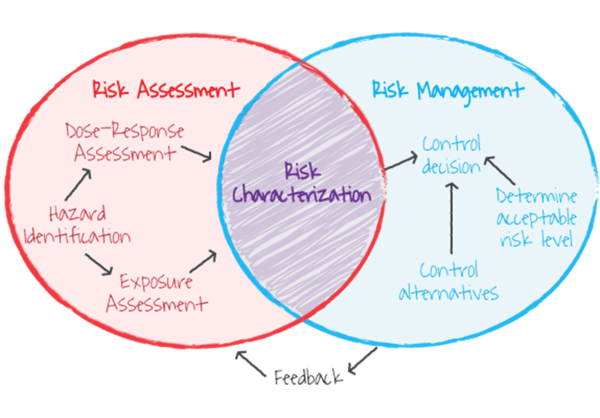 Risk Assessment
Dose-Response
Assessment
Hazard
Identification
Exposure
Assessment
Risk
Characterization
Risk Management
Control
decision
Determine
acceptable
risk level
Control
alternatives
Feedback